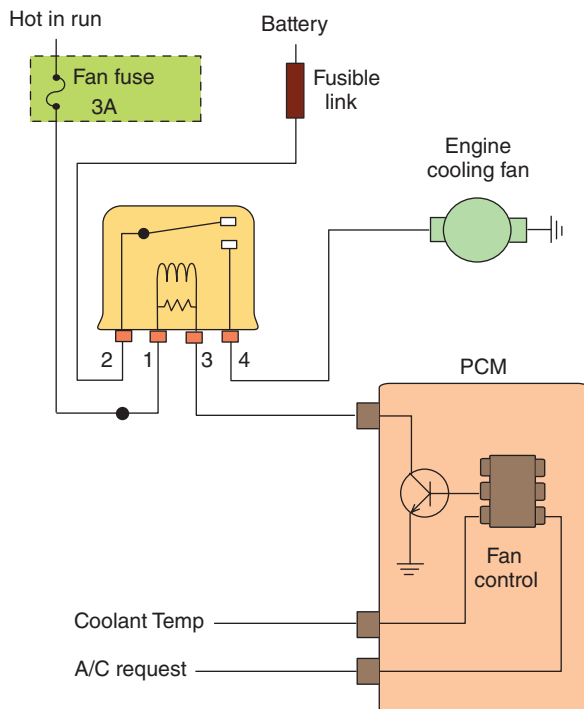 Hot in run
Battery
Fan fuse
3A
Fusible
link
Engine
cooling fan
2 1 3 4
PCM
Fan
control
Coolant Temp
A/C request